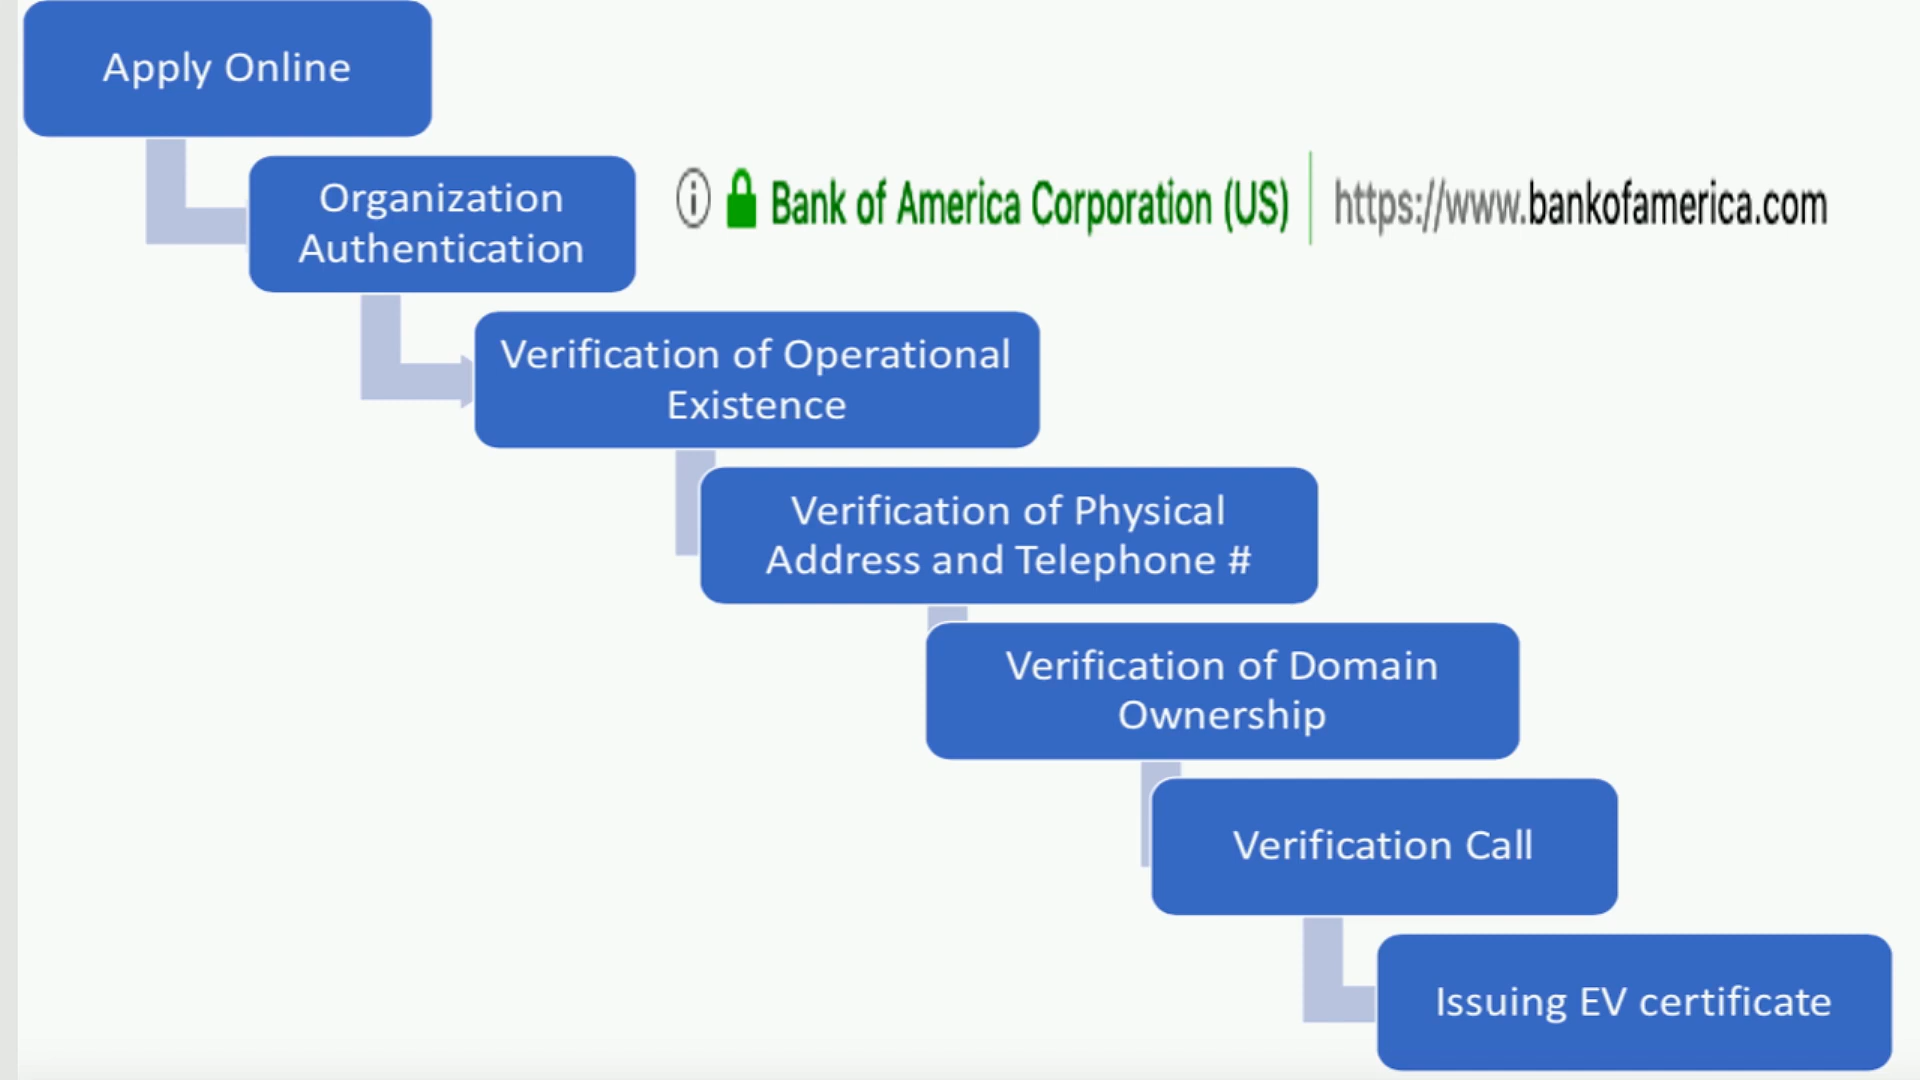 Apply Online
Organization
Authentication
Bank of America Corporation (US) https://www.bankofamerica.com
Verification of Operational
Existence
Verification of Physical
Address and Telephone #
Verification of Domain
Ownership
Verification Call
Issuing EV certificate